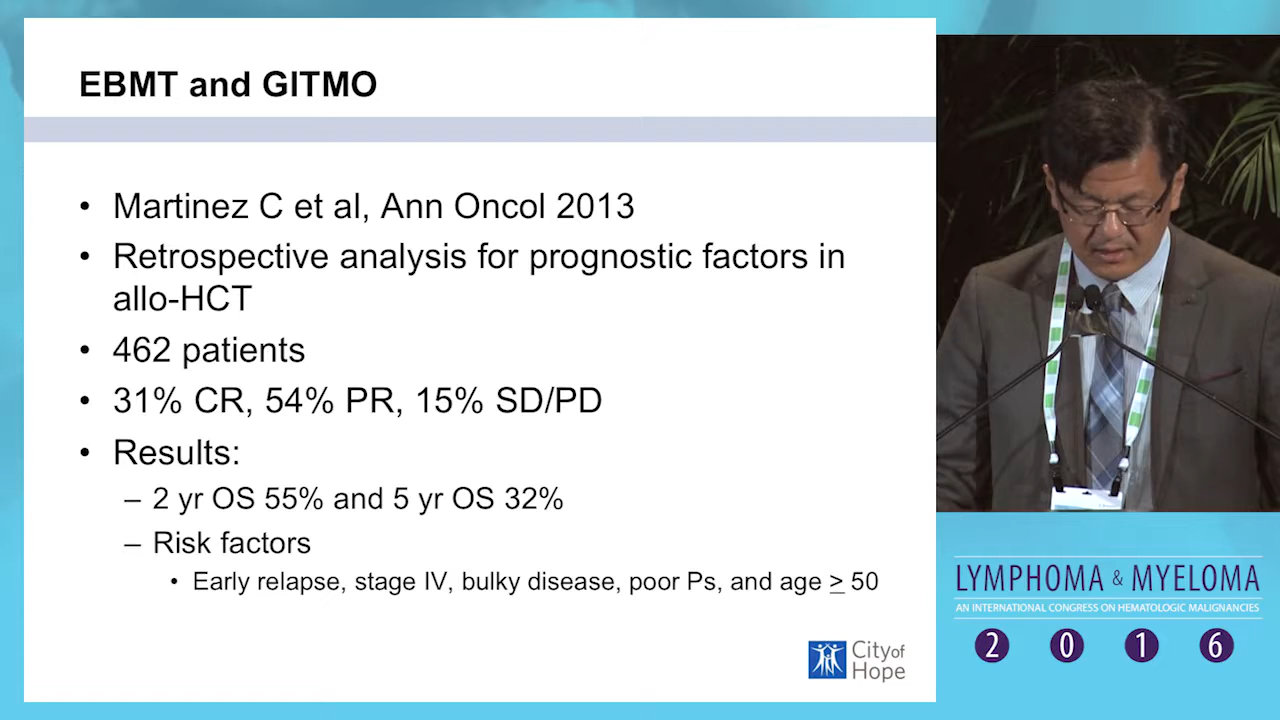 EBMT and GITMO
• Martinez C et al, Ann Oncol 2013
• Retrospective analysis for prognostic factors in
allo-HCT
• 462 patients
• 31% CR, 54% PR, 15% SD/PD
• Results:
– 2 yr OS 55% and 5 yr OS 32%
– Risk factors
• Early relapse, stage IV, bulky disease, poor Ps, and age ≥ 50
City of
Hope
LYMPHOMA & MYELOMA
AN INTERNATIONAL CONGRESS ON HEMATOLOGIC MALIGNANCIES
2 0 1 6